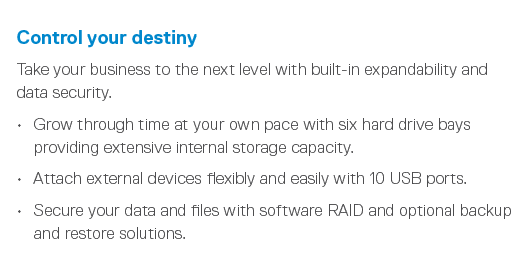 Control your destiny
Take your business to the next level with built-in expandability and
data security.
• Grow through time at your own pace with six hard drive bays
providing extensive internal storage capacity.
• Attach external devices flexibly and easily with 10 USB ports.
• Secure your data and files with software RAID and optional backup
and restore solutions.